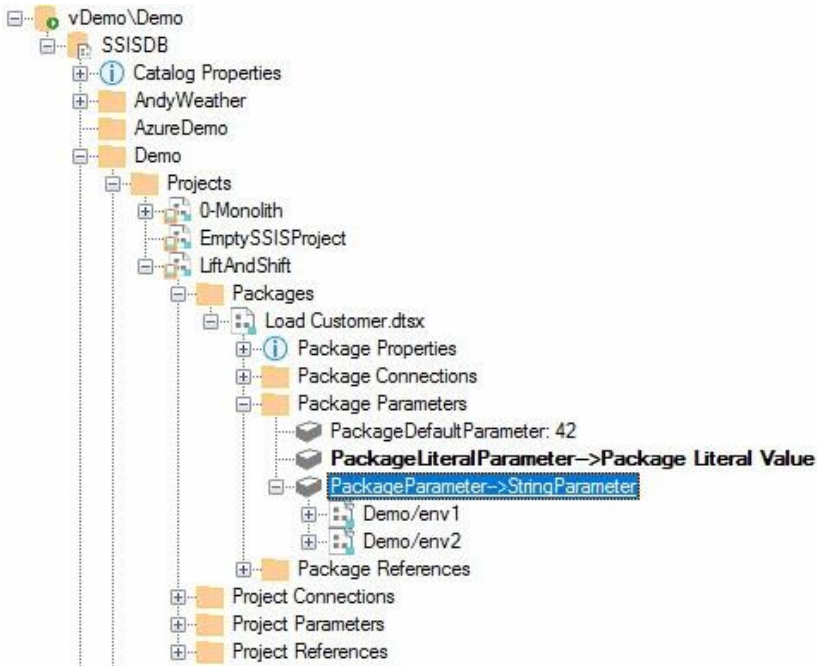 vDemo\Demo
SSISDB
Catalog Properties
AndyWeather
AzureDemo
Demo
Projects
0-Monolith
EmptySSISProject
LiftAndShift
Packages
Load Customer.dtsx
Package Properties
Package Connections
Package Parameters
PackageDefaultParameter: 42
PackageLiteralParameter-->Package Literal Value
PackageParameter-->StringParameter
Demo/env1
Demo/env2
Package References
Project Connections
Project Parameters
Project References